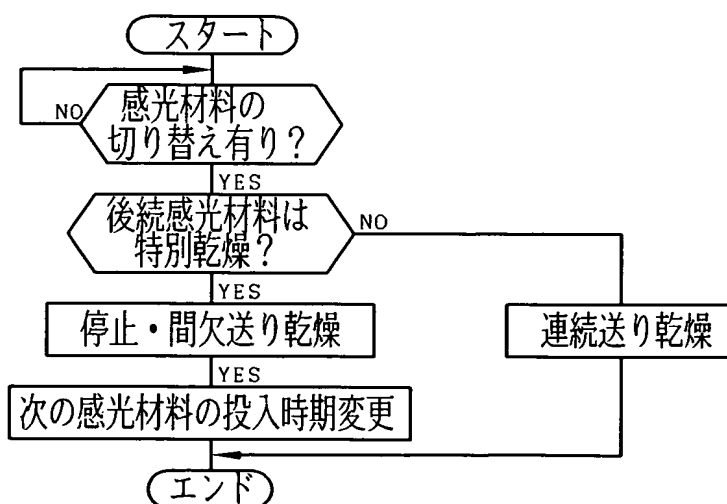 スタート
NO
感光材料の
切り替え有り？
YES
後続感光材料は
特別乾燥？
NO
YES
停止・間欠送り乾燥
連続送り乾燥
YES
次の感光材料の投入時期変更
エンド